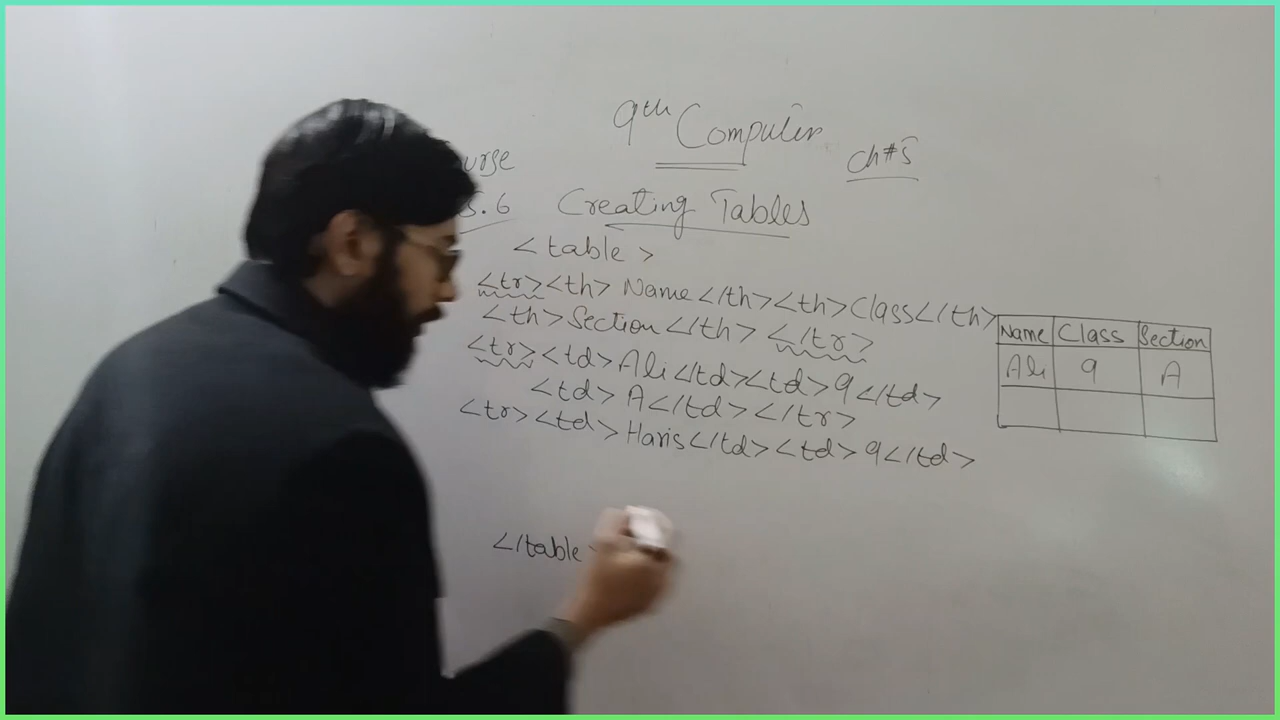 9th Computer
ch#5
5.6 Creating Tables
<table>
<tr><th> Name </th><th>Class</th>
<th>Section </th> </tr>
<tr><td> Ali </td><td>9</td>
<td> A </td></tr>
<tr><td> Haris </td><td>9</td>
</table
Name Class Section
Ali 9 A